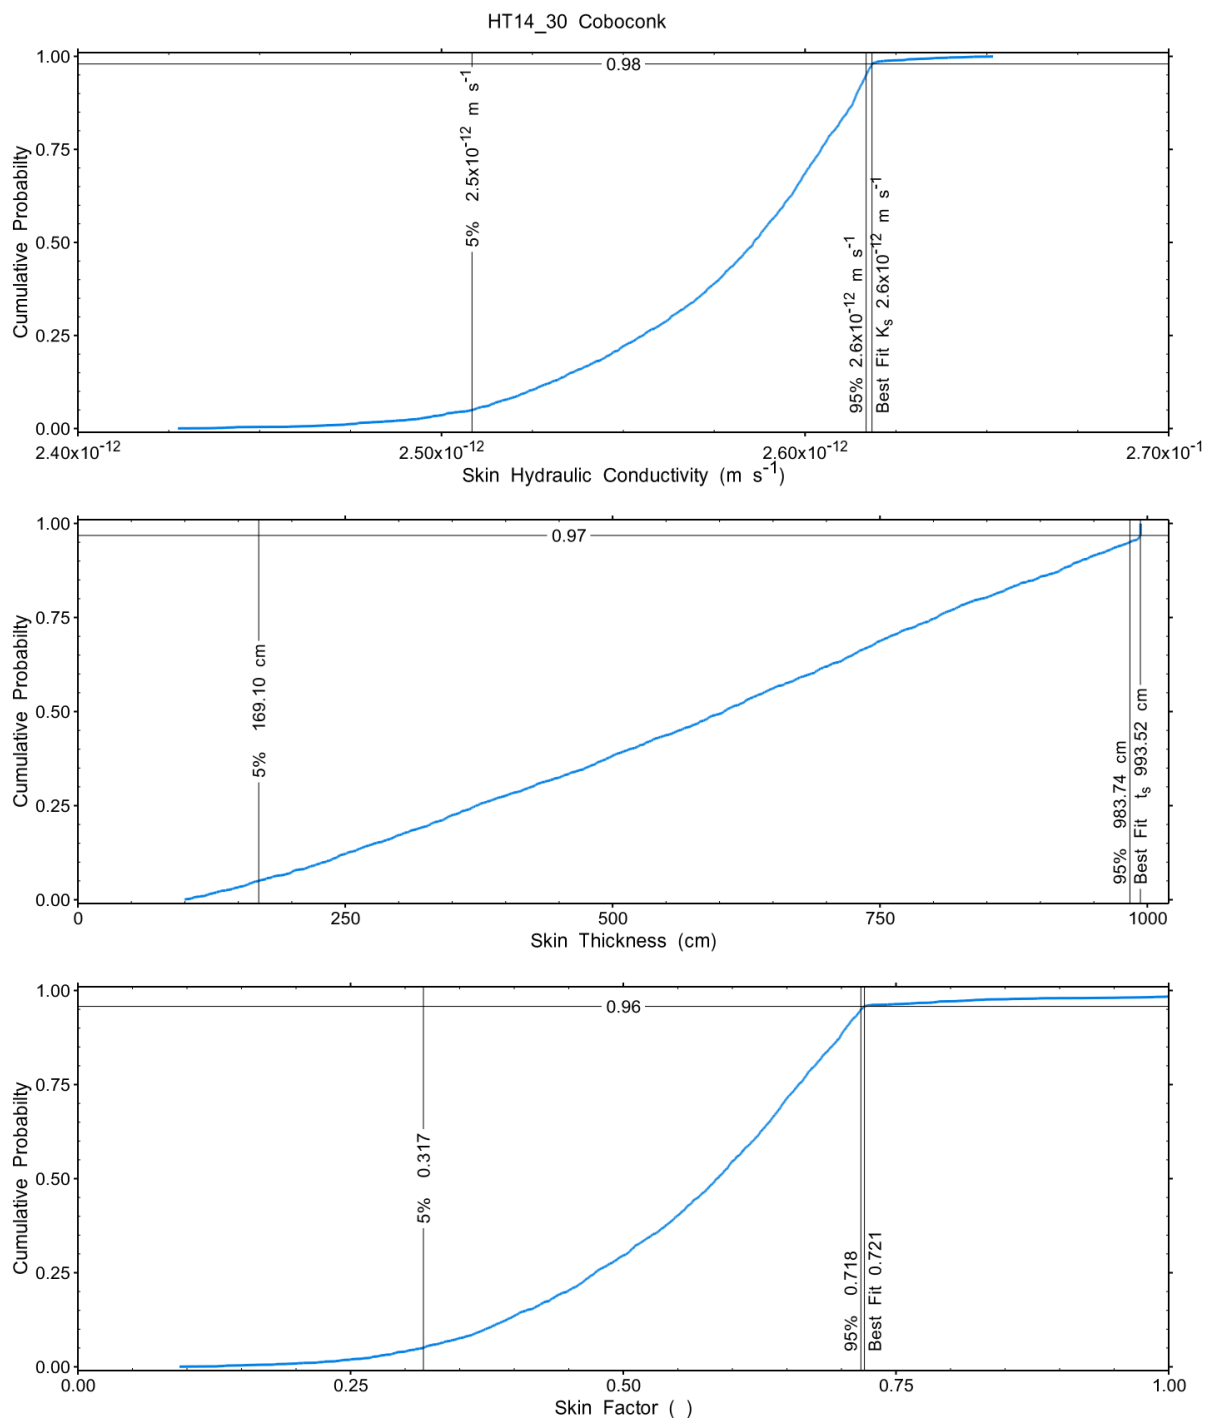 HT14_30 Coboconk
1.00
0.75
0.50
0.25
0.00
Cumulative Probabilty
0.98
5% 2.5x10-12 m s-1
95% 2.6x10-12 m s-1
Best Fit Ks 2.6x10-12 m s-1
2.40x10-12
2.50x10-12
2.60x10-12
2.70x10-1
Skin Hydraulic Conductivity (m s-1)
1.00
0.75
0.50
0.25
0.00
Cumulative Probabilty
0.97
5% 169.10 cm
95% 983.74 cm
Best Fit ts 993.52 cm
0
250
500
750
1000
Skin Thickness (cm)
1.00
0.75
0.50
0.25
0.00
Cumulative Probabilty
0.96
5% 0.317
95% 0.718
Best Fit 0.721
0.00
0.25
0.50
0.75
1.00
Skin Factor ( )